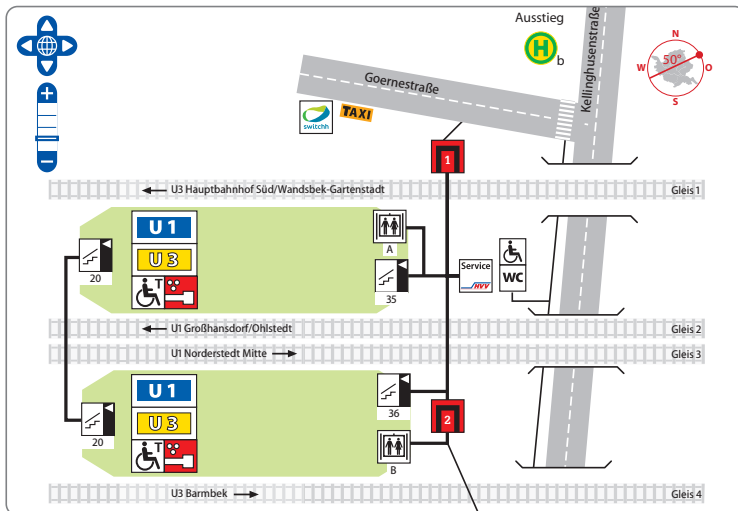 Ausstieg
H
b
Kellinghusenstraße
Goernestraße
switchh
TAXI
N
W
O
S
50°
+
−
1
U3 Hauptbahnhof Süd/Wandsbek-Gartenstadt
Gleis 1
U1
U3
T
20
A
35
Service
HVV
WC
U1 Großhansdorf/Ohlstedt
Gleis 2
U1 Norderstedt Mitte
Gleis 3
U1
U3
T
20
36
2
B
U3 Barmbek
Gleis 4